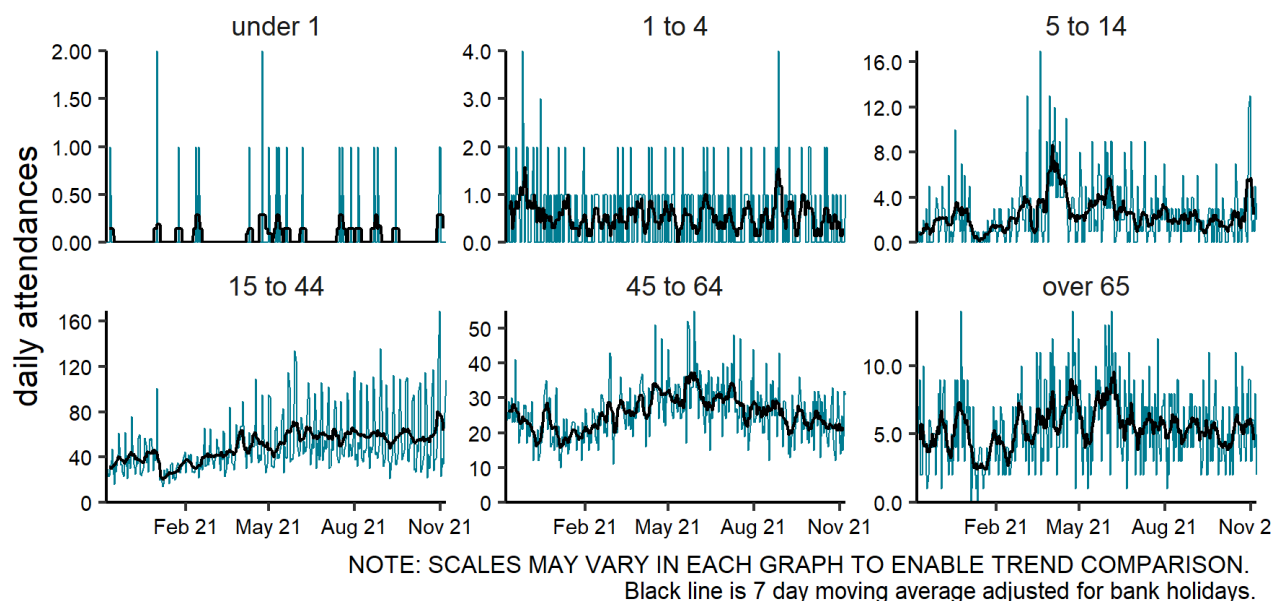 under 1
1 to 4
5 to 14
2.00
1.50
1.00
0.50
0.00
4.0
3.0
2.0
1.0
0.0
16.0
12.0
8.0
4.0
0.0
daily attendances
15 to 44
45 to 64
over 65
160
120
80
40
0
50
40
30
20
10
0
10.0
5.0
0.0
Feb 21 May 21 Aug 21 Nov 21
Feb 21 May 21 Aug 21 Nov 21
Feb 21 May 21 Aug 21 Nov 2
NOTE: SCALES MAY VARY IN EACH GRAPH TO ENABLE TREND COMPARISON.
Black line is 7 day moving average adjusted for bank holidays.